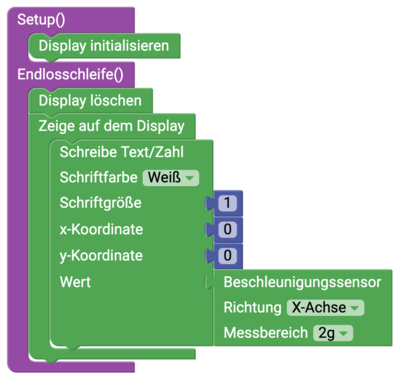 Setup()
Display initialisieren
Endlosschleife()
Display löschen
Zeige auf dem Display
Schreibe Text/Zahl
Schriftfarbe Weiß
Schriftgröße 1
x-Koordinate 0
y-Koordinate 0
Wert Beschleunigungssensor
Richtung X-Achse
Messbereich 2g